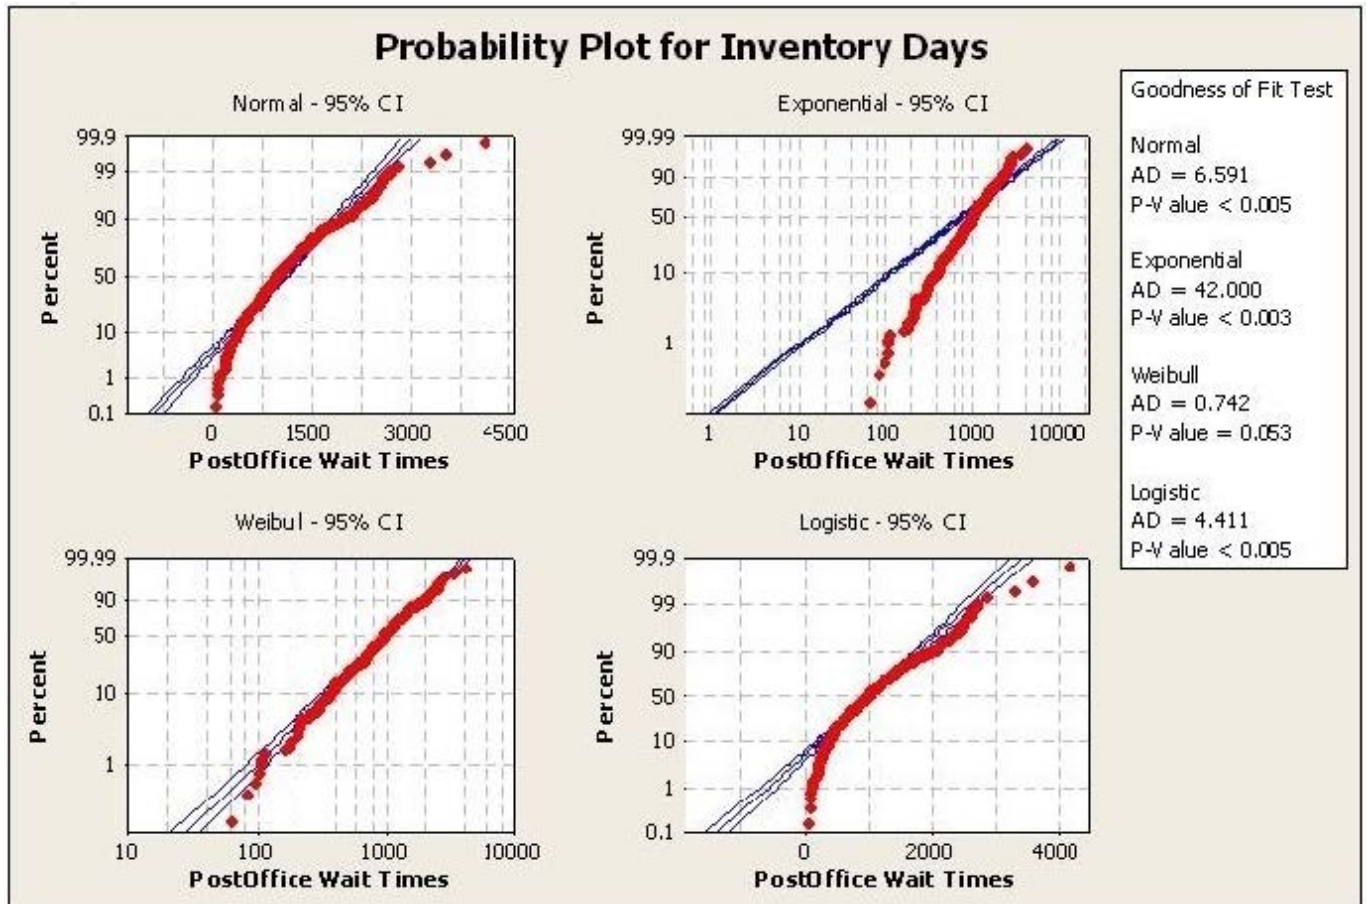 Probability Plot for Inventory Days
Normal - 95% CI
99.9
99
90
50
10
1
0.1
Percent
0
1500
3000
4500
PostOffice Wait Times
Exponential - 95% CI
99.99
90
50
10
1
Percent
1
10
100
1000
10000
PostOffice Wait Times
Weibull - 95% CI
99.99
90
50
10
1
Percent
10
100
1000
10000
PostOffice Wait Times
Logistic - 95% CI
99.9
99
90
50
10
1
0.1
Percent
0
2000
4000
PostOffice Wait Times
Goodness of Fit Test
Normal
AD = 6.591
P-Value < 0.005
Exponential
AD = 42.000
P-Value < 0.003
Weibull
AD = 0.742
P-Value = 0.053
Logistic
AD = 4.411
P-Value < 0.005